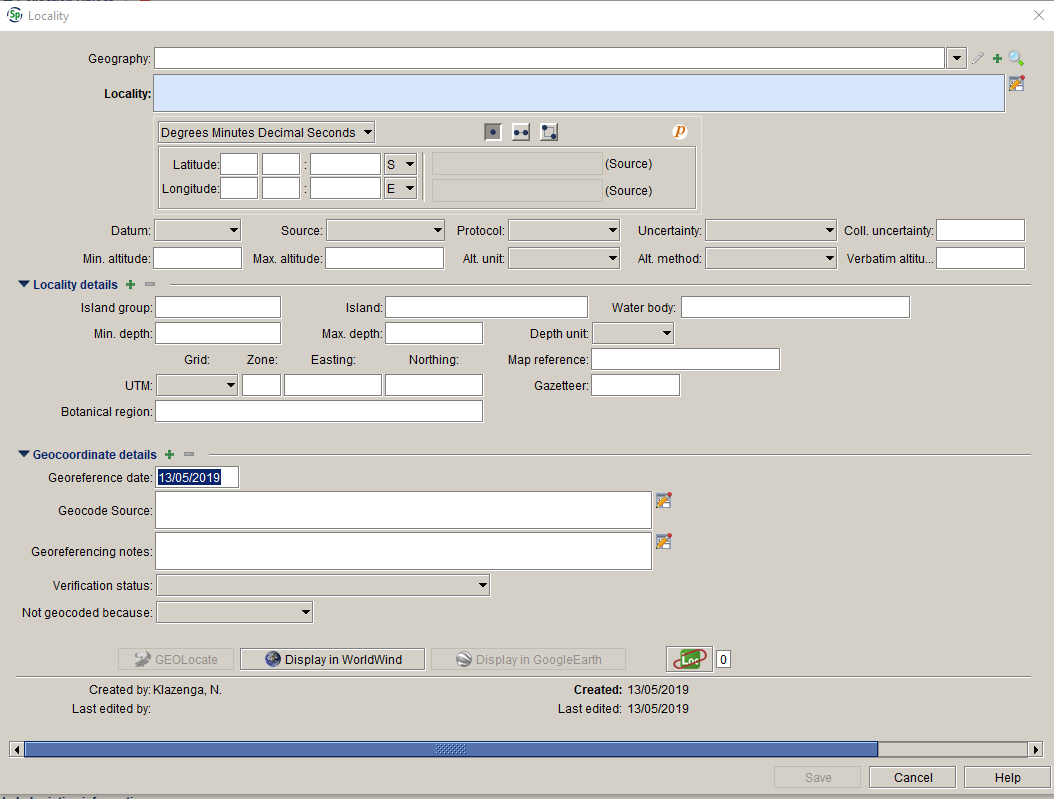 Sp Locality
Geography:
Locality:
Degrees Minutes Decimal Seconds
p
Latitude: : S (Source)
Longitude: : E (Source)
Datum: Source: Protocol: Uncertainty: Coll. uncertainty:
Min. altitude: Max. altitude: Alt. unit: Alt. method: Verbatim altitu...
Locality details
Island group: Island: Water body:
Min. depth: Max. depth: Depth unit:
Grid: Zone: Easting: Northing: Map reference:
UTM: Gazetteer:
Botanical region:
Geocoordinate details
Georeference date: 13/05/2019
Geocode Source:
Georeferencing notes:
Verification status:
Not geocoded because:
GEOLocate Display in WorldWind Display in GoogleEarth Loc 0
Created by: Klazenga, N. Created: 13/05/2019
Last edited by: Last edited: 13/05/2019
Save Cancel Help